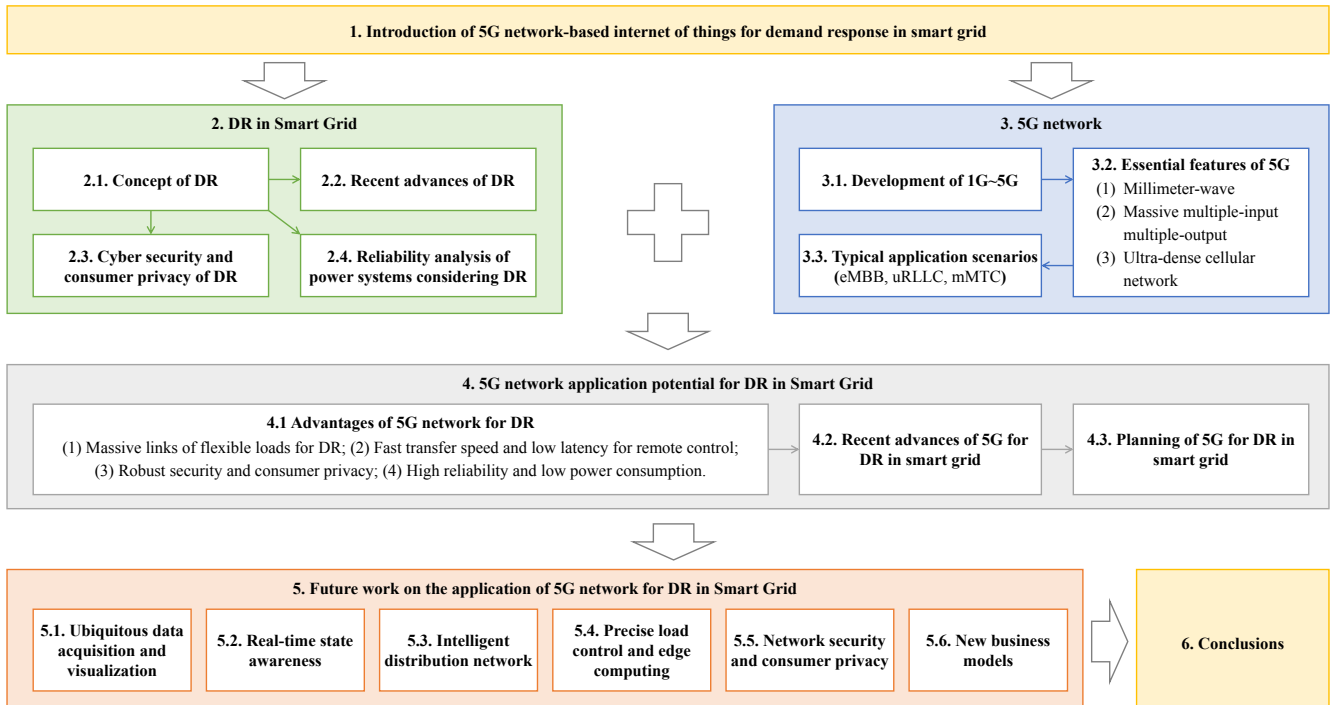 1. Introduction of 5G network-based internet of things for demand response in smart grid
2. DR in Smart Grid
2.1. Concept of DR
2.2. Recent advances of DR
2.3. Cyber security and
consumer privacy of DR
2.4. Reliability analysis of
power systems considering DR
3. 5G network
3.1. Development of 1G~5G
3.2. Essential features of 5G
(1) Millimeter-wave
(2) Massive multiple-input
multiple-output
(3) Ultra-dense cellular
network
3.3. Typical application scenarios
(eMBB, uRLLC, mMTC)
4. 5G network application potential for DR in Smart Grid
4.1 Advantages of 5G network for DR
(1) Massive links of flexible loads for DR; (2) Fast transfer speed and low latency for remote control;
(3) Robust security and consumer privacy; (4) High reliability and low power consumption.
4.2. Recent advances of 5G for
DR in smart grid
4.3. Planning of 5G for DR in
smart grid
5. Future work on the application of 5G network for DR in Smart Grid
5.1. Ubiquitous data
acquisition and
visualization
5.2. Real-time state
awareness
5.3. Intelligent
distribution network
5.4. Precise load
control and edge
computing
5.5. Network security
and consumer privacy
5.6. New business
models
6. Conclusions